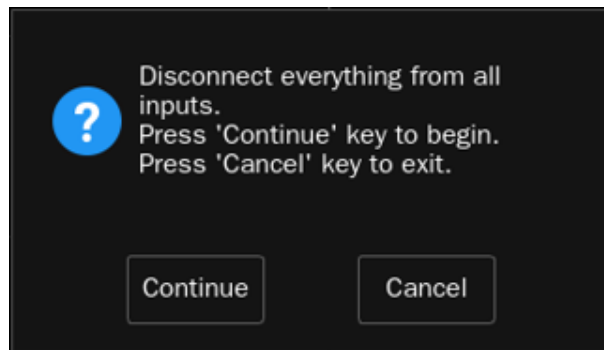 Disconnect everything from all
inputs.
Press 'Continue' key to begin.
Press 'Cancel' key to exit.
Continue
Cancel